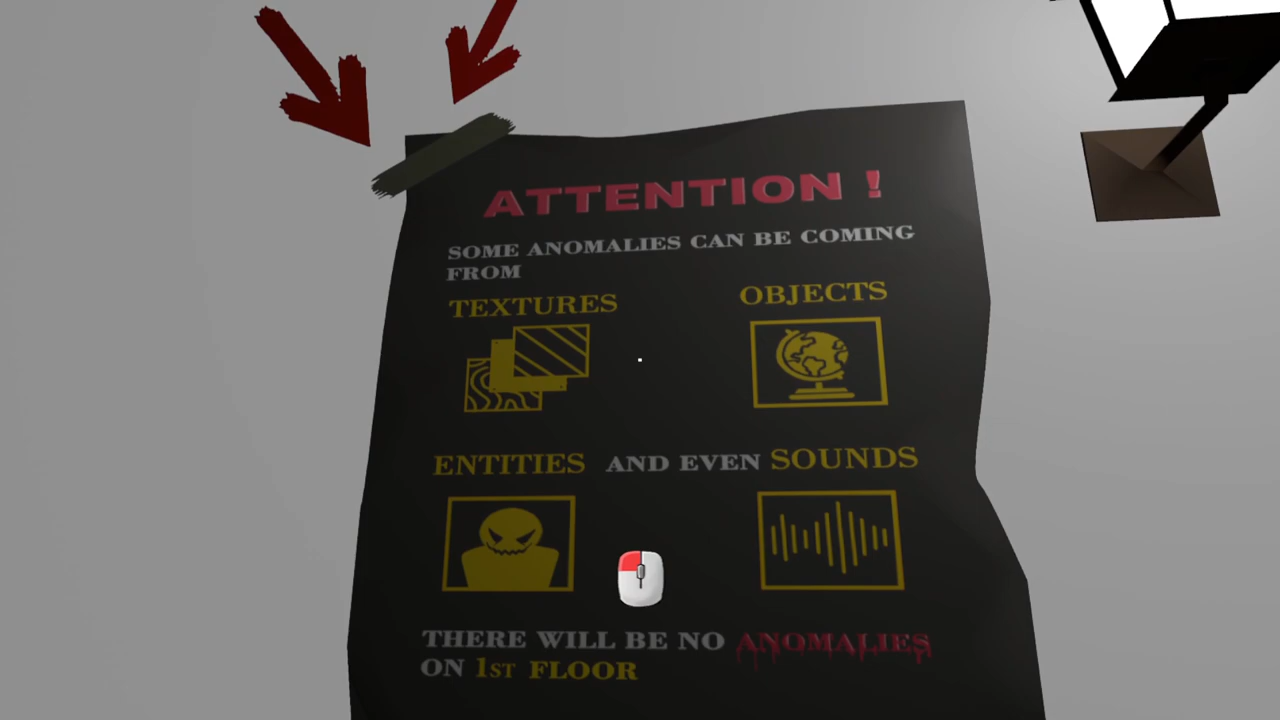 ATTENTION !
SOME ANOMALIES CAN BE COMING
FROM
TEXTURES OBJECTS
ENTITIES AND EVEN SOUNDS
THERE WILL BE NO ANOMALIES
ON 1ST FLOOR